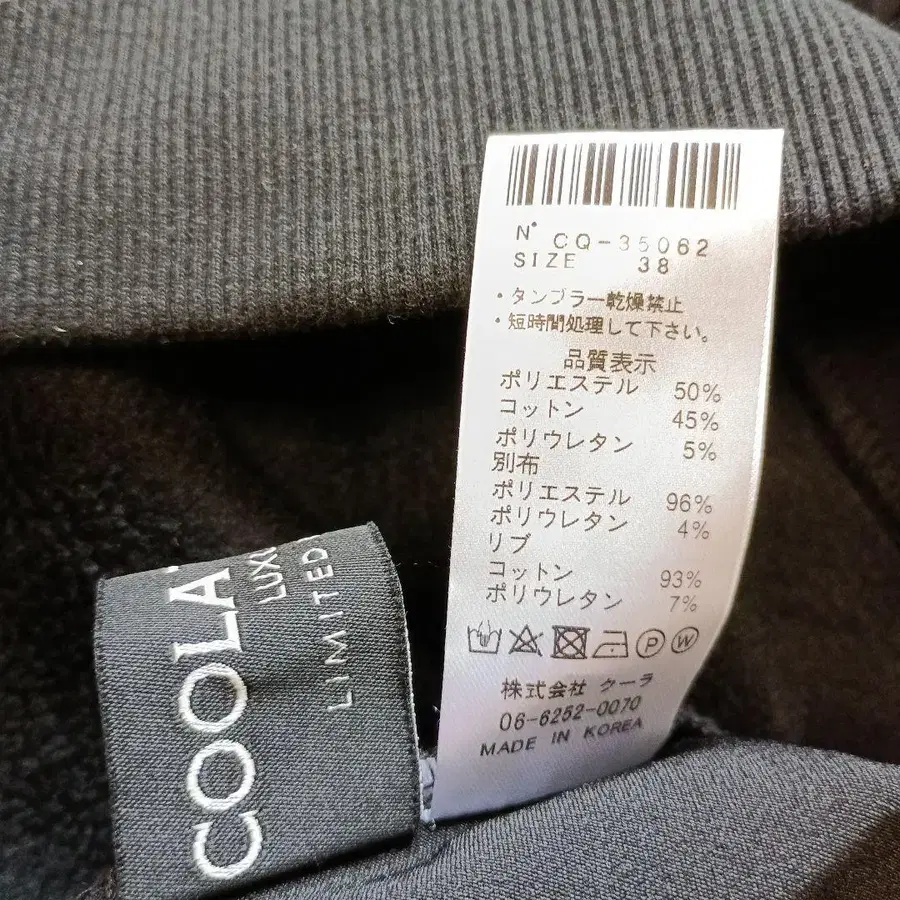 N° CQ-35062
SIZE 38
・タンブラー乾燥禁止
・短時間処理して下さい。
品質表示
ポリエステル 50%
コットン 45%
ポリウレタン 5%
別布
ポリエステル 96%
ポリウレタン 4%
リブ
コットン 93%
ポリウレタン 7%
P W
株式会社 クーラ
06-6252-0070
MADE IN KOREA
COOLA
LIMITED